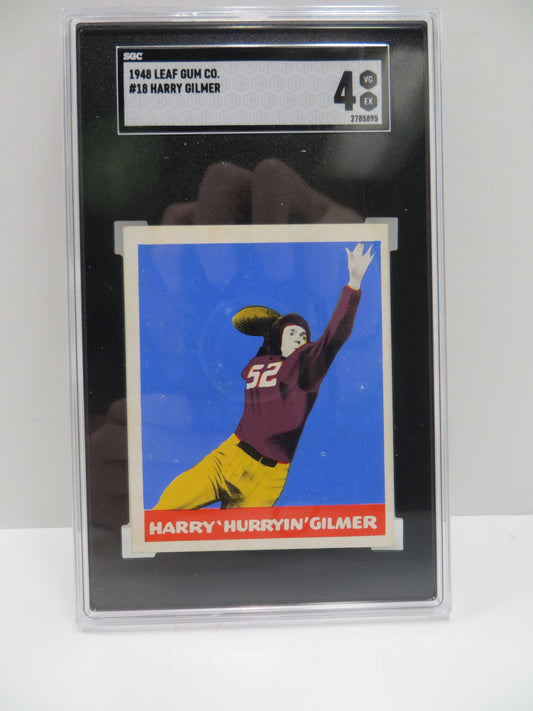 SGC
1948 LEAF GUM CO.
#18 HARRY GILMER
4
VG
EX
2785895
52
HARRY 'HURRYIN' GILMER